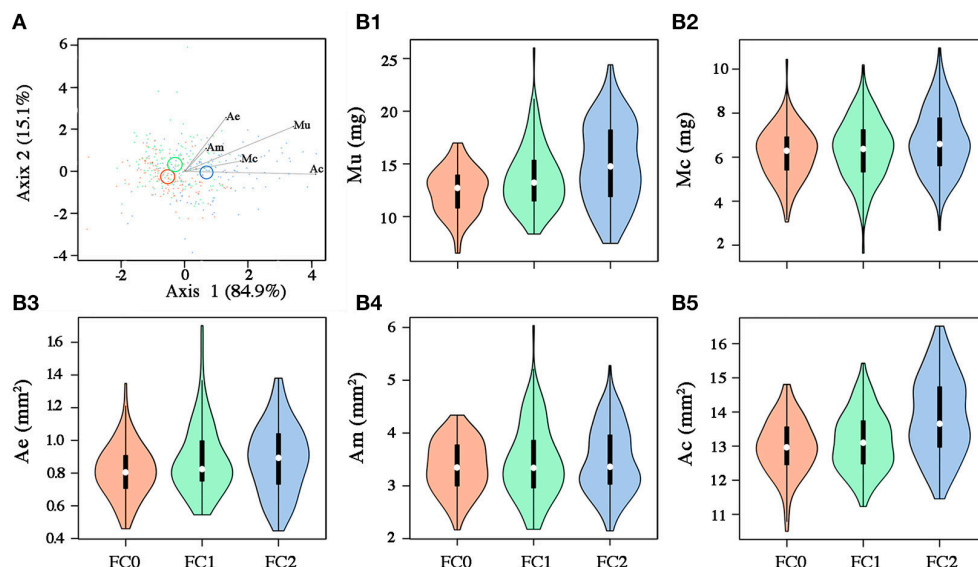 A
Axix 2 (15.1%)
6
4
2
0
-2
-4
-2
0
2
4
Axis 1 (84.9%)
Ae
Mu
Am
Mc
Ac
B1
Mu (mg)
25
20
15
10
B2
Mc (mg)
10
8
6
4
2
B3
Ae (mm²)
1.6
1.2
1.0
0.8
0.6
0.4
FC0 FC1 FC2
B4
Am (mm²)
6
5
4
3
2
FC0 FC1 FC2
B5
Ac (mm²)
16
15
14
13
12
11
FC0 FC1 FC2